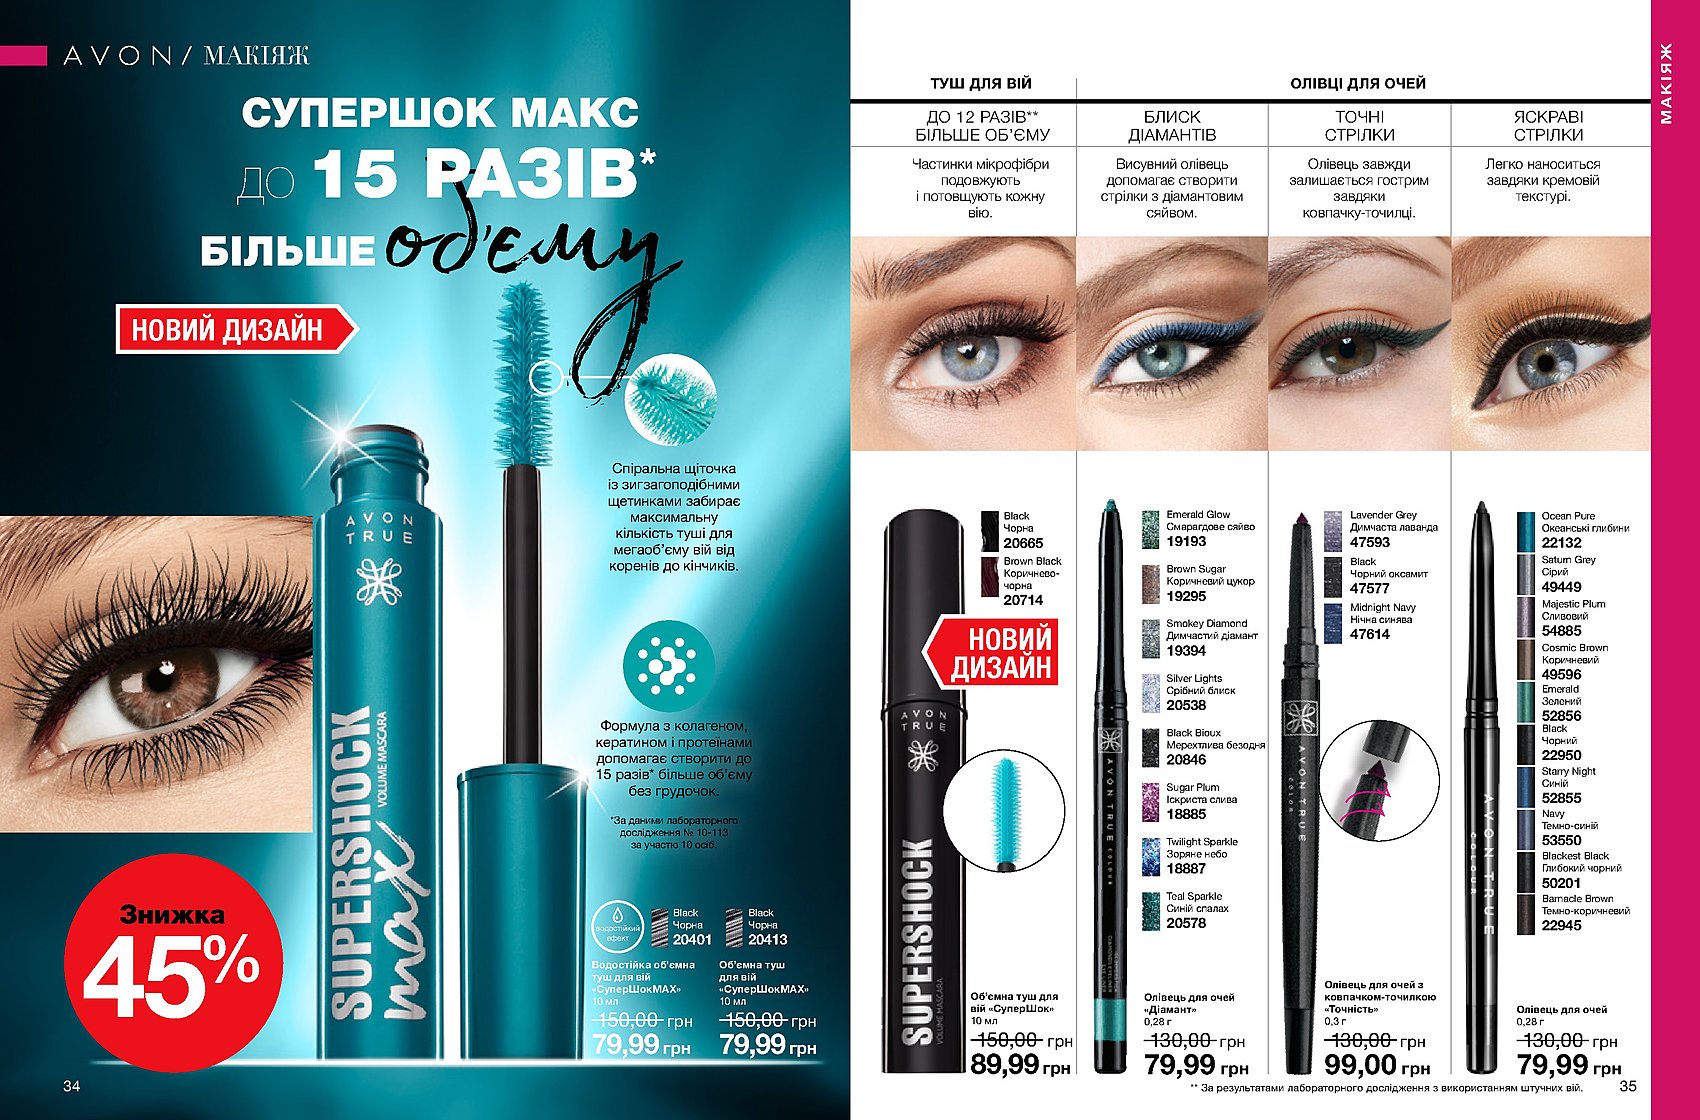 AVON/ МАКІЯЖ
СУПЕРШОК МАКС
ДО 15 РАЗІВ*
БІЛЬШЕ об'єму
НОВИЙ ДИЗАЙН
Спіральна щіточка
із зигзагоподібними
щетинками забирає
максимальну
кількість туші для
мегаоб'єму вій від
коренів до кінчиків.
AVON
TRUE
SUPERSHOCK
max
VOLUME MASCARA
Формула з колагеном,
кератином і протеїнами
допомагає створити до
15 разів* більше об'єму
без грудочок.
*За даними лабораторного
дослідження № 10-113
за участю 10 осіб.
Знижка
45%
водостійкий
ефект
Black
Чорна
20401
Водостійка об'ємна
туш для вій
«СуперШокMAX»
10 мл
150,00 грн
79,99 грн
Black
Чорна
20413
Об'ємна туш
для вій
«СуперШокMAX»
10 мл
150,00 грн
79,99 грн
34
МАКІЯЖ
ТУШ ДЛЯ ВІЙ
ОЛІВЦІ ДЛЯ ОЧЕЙ
ДО 12 РАЗІВ**
БІЛЬШЕ ОБ'ЄМУ
Частинки мікрофібри
подовжують
і потовщують кожну
вію.
БЛИСК
ДІАМАНТІВ
Висувний олівець
допомагає створити
стрілки з діамантовим
сяйвом.
ТОЧНІ
СТРІЛКИ
Олівець завжди
залишається гострим
завдяки
ковпачку-точилці.
ЯСКРАВІ
СТРІЛКИ
Легко наноситься
завдяки кремовій
текстурі.
Black
Чорна
20665
Brown Black
Коричнево-
чорна
20714
НОВИЙ
ДИЗАЙН
AVON
TRUE
SUPERSHOCK
VOLUME MASCARA
Об'ємна туш для
вій «СуперШок»
10 мл
150,00 грн
89,99 грн
AVON TRUE
COLOUR
Emerald Glow
Смарагдове сяйво
19193
Brown Sugar
Коричневий цукор
19295
Smokey Diamond
Димчастий діамант
19394
Silver Lights
Срібний блиск
20538
Black Bioux
Мерехтлива безодня
20846
Sugar Plum
Іскриста слива
18885
Twilight Sparkle
Зоряне небо
18887
Teal Sparkle
Синій спалах
20578
Олівець для очей
«Діамант»
0,28 г
130,00 грн
79,99 грн
AVON TRUE
COLOR
Lavender Grey
Димчаста лаванда
47593
Black
Чорний оксамит
47577
Midnight Navy
Нічна синява
47614
Олівець для очей з
ковпачком-точилкою
«Точність»
0,3 г
130,00 грн
99,00 грн
AVON TRUE
COLOUR
Ocean Pure
Океанські глибини
22132
Saturn Grey
Сірий
49449
Majestic Plum
Сливовий
54885
Cosmic Brown
Коричневий
49596
Emerald
Зелений
52856
Black
Чорний
22950
Starry Night
Синій
52855
Navy
Темно-синій
53550
Blackest Black
Глибокий чорний
50201
Barnacle Brown
Темно-коричневий
22945
Олівець для очей
0,28 г
130,00 грн
79,99 грн
** За результатами лабораторного дослідження з використанням штучних вій.
35